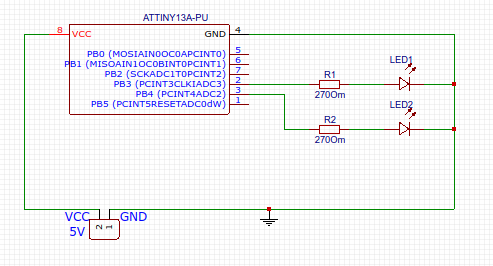 ATTINY13A-PU
8 VCC GND 4
PB0 (MOSIAIN0OC0APCINT0) 5
PB1 (MISOAIN1OC0BINT0PCINT1) 6
PB2 (SCKADC1T0PCINT2) 7
PB3 (PCINT3CLKIADC3) 2
PB4 (PCINT4ADC2) 3
PB5 (PCINT5RESETADC0dW) 1
R1
270Om
LED1
R2
270Om
LED2
VCC GND
5V
2 1